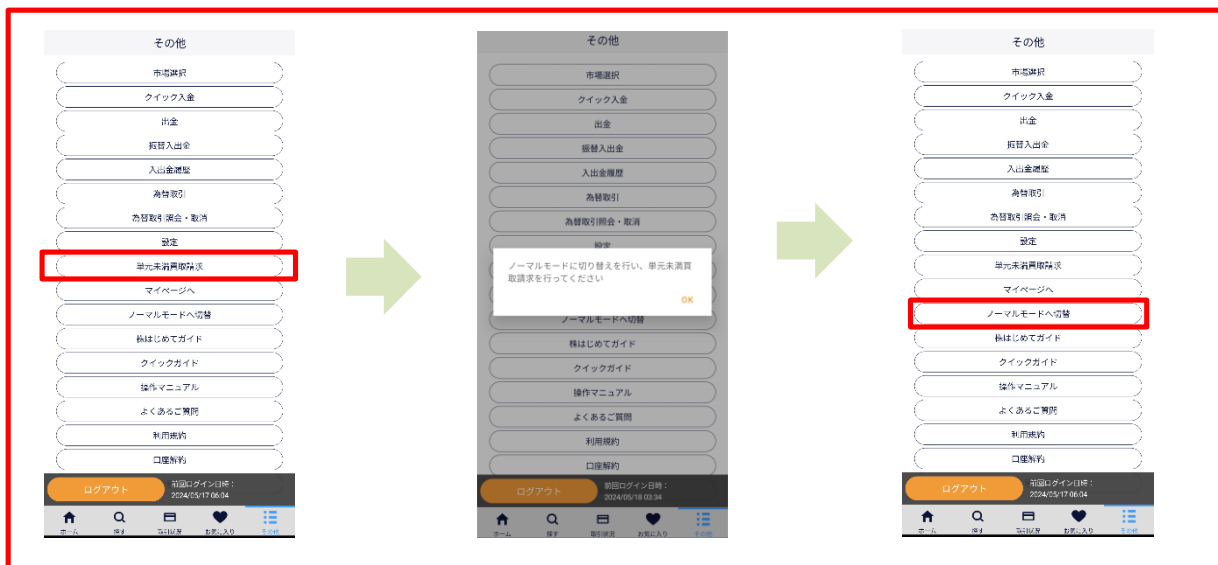 その他
市場選択
クイック入金
出金
振替入出金
入出金履歴
為替取引
為替取引照会・取消
設定
単元未満買取請求
マイページへ
ノーマルモードへ切替
株はじめてガイド
クイックガイド
操作マニュアル
よくあるご質問
利用規約
口座解約
ログアウト
前回ログイン日時：
2024/05/17 06:04
ホーム
探す
取引状況
お気に入り
その他
その他
市場選択
クイック入金
出金
振替入出金
入出金履歴
為替取引
為替取引照会・取消
設定
ノーマルモードに切り替えを行い、単元未満買
取請求を行ってください
OK
ノーマルモードへ切替
株はじめてガイド
クイックガイド
操作マニュアル
よくあるご質問
利用規約
口座解約
ログアウト
前回ログイン日時：
2024/05/18 03:34
ホーム
探す
取引状況
お気に入り
その他
その他
市場選択
クイック入金
出金
振替入出金
入出金履歴
為替取引
為替取引照会・取消
設定
単元未満買取請求
マイページへ
ノーマルモードへ切替
株はじめてガイド
クイックガイド
操作マニュアル
よくあるご質問
利用規約
口座解約
ログアウト
前回ログイン日時：
2024/05/17 06:04
ホーム
探す
取引状況
お気に入り
その他